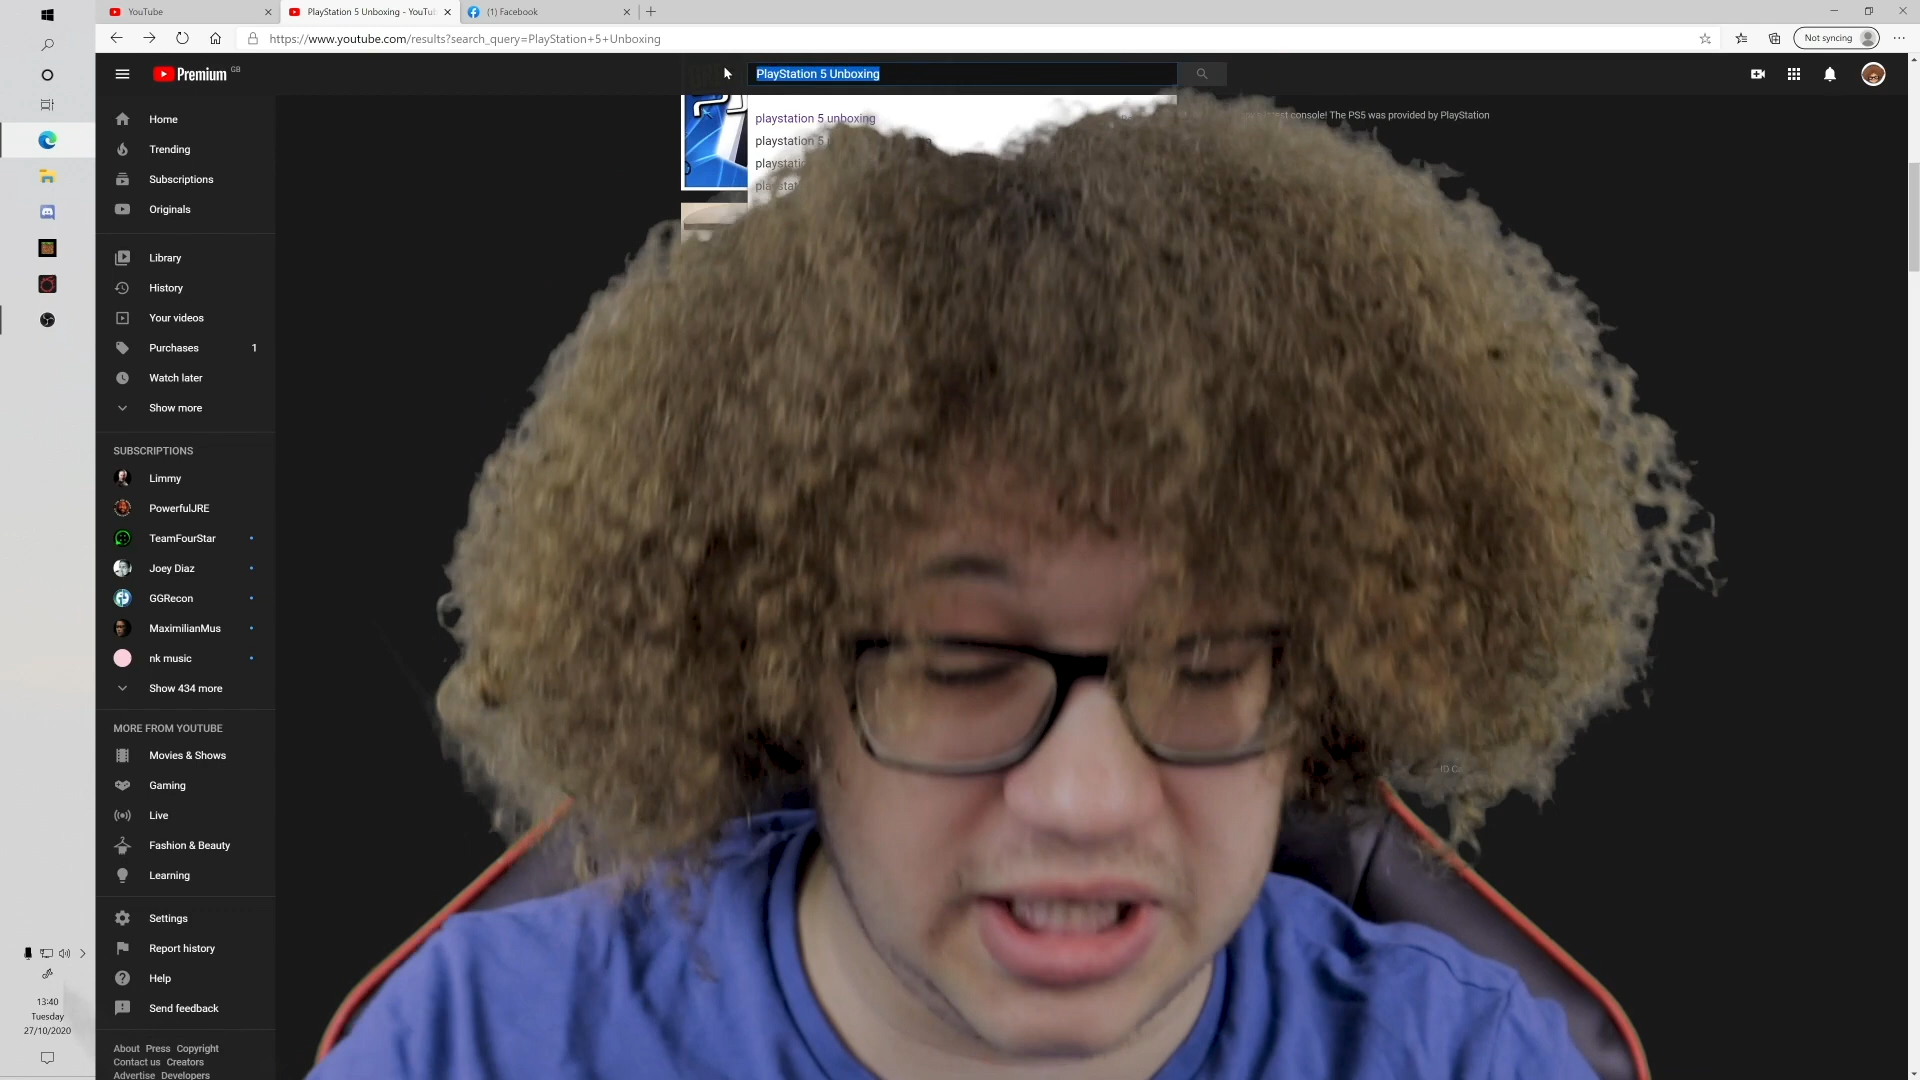 YouTube
PlayStation 5 Unboxing - YouTu
(1) Facebook
https://www.youtube.com/results?search_query=PlayStation+5+Unboxing
Not syncing
Premium GB
PlayStation 5 Unboxing
playstation 5 unboxing
playstation 5
console! The PS5 was provided by PlayStation
Home
Trending
Subscriptions
Originals
Library
History
Your videos
Purchases 1
Watch later
Show more
SUBSCRIPTIONS
Limmy
PowerfulJRE
TeamFourStar
Joey Diaz
GGRecon
MaximilianMus
nk music
Show 434 more
MORE FROM YOUTUBE
Movies & Shows
Gaming
Live
Fashion & Beauty
Learning
Settings
Report history
Help
Send feedback
About Press Copyright
Contact us Creators
Advertise Developers
13:40
Tuesday
27/10/2020